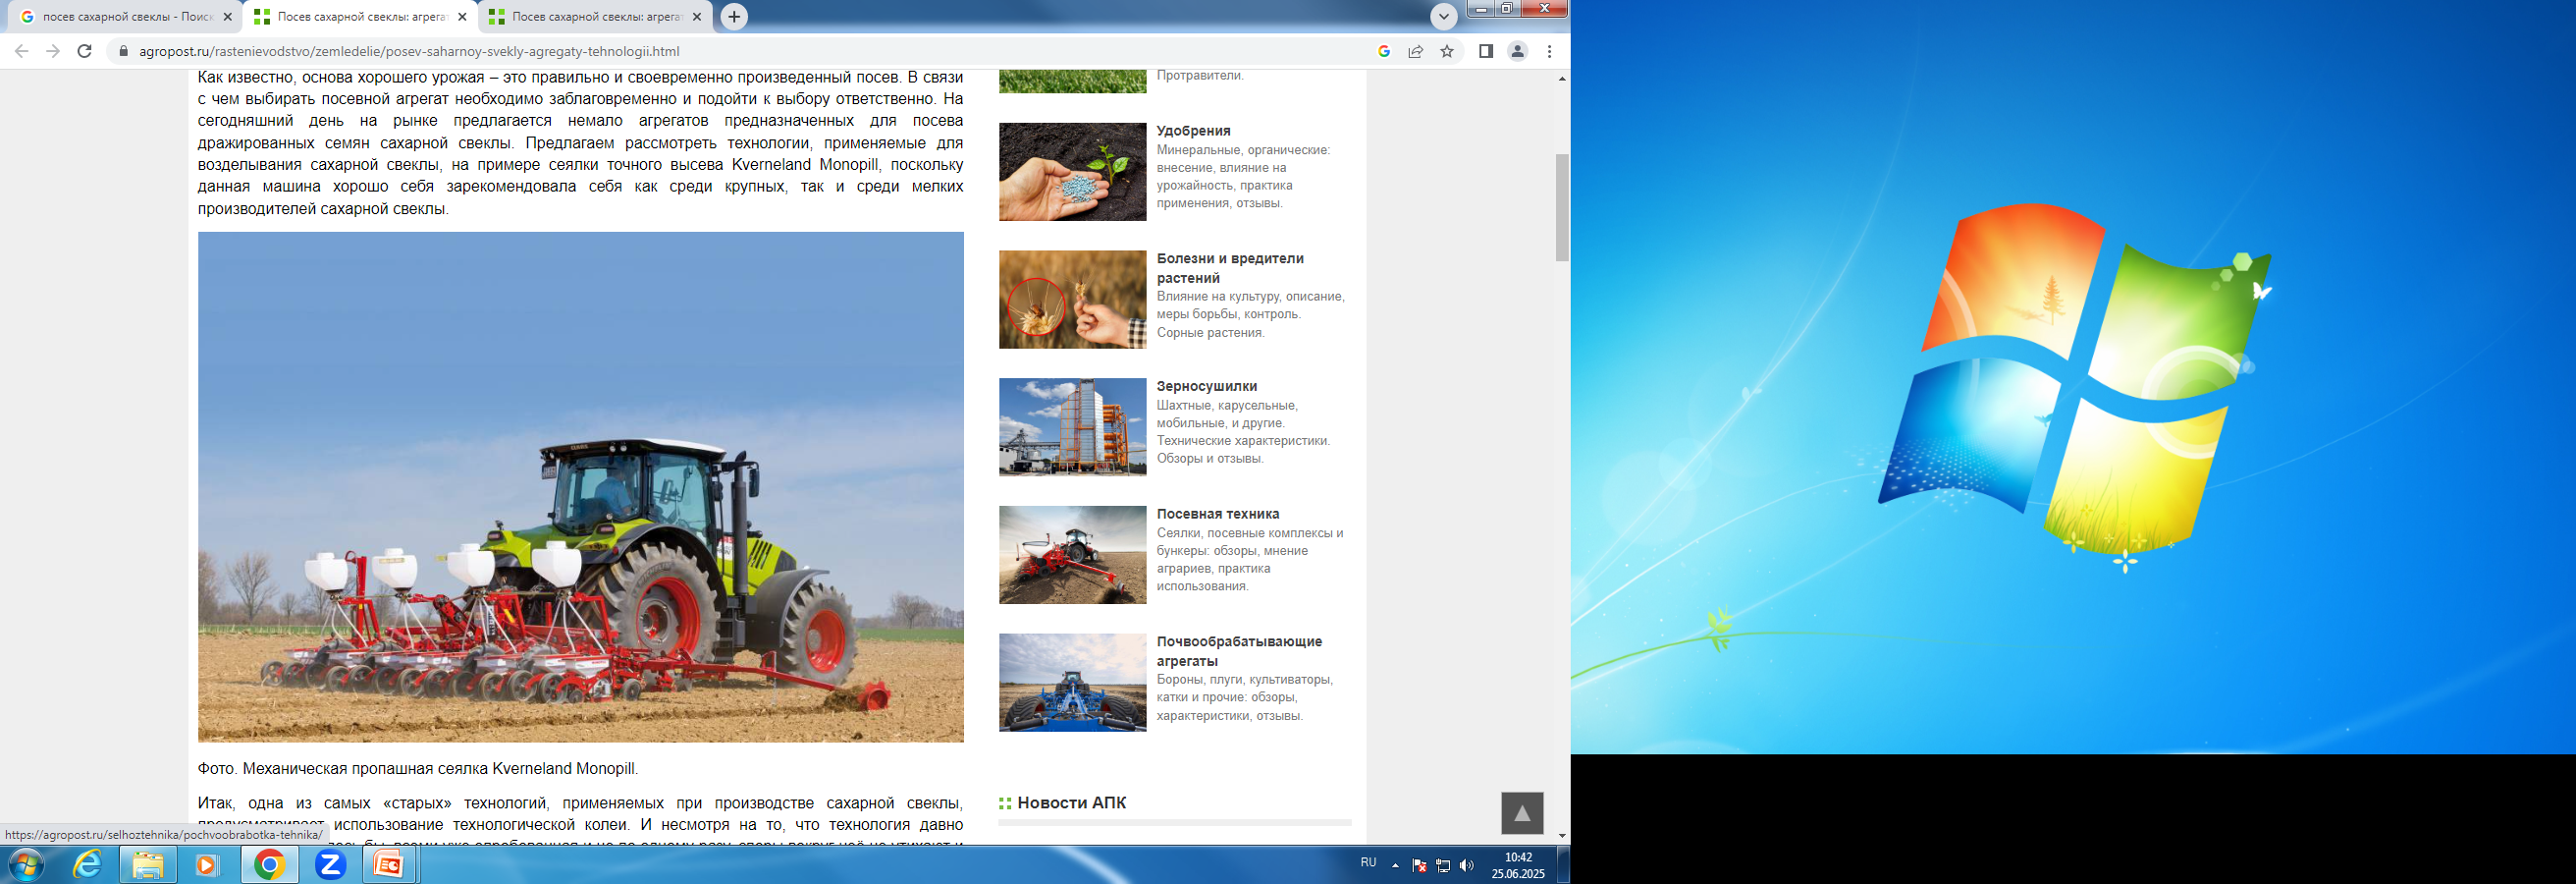 посев сахарной свеклы - Поиск
Посев сахарной свеклы: агрегат
Посев сахарной свеклы: агрегат
agropost.ru/rastenievodstvo/zemledelie/posev-saharnoy-svekly-agregaty-tehnologii.html
Как известно, основа хорошего урожая – это правильно и своевременно произведенный посев. В связи
с чем выбирать посевной агрегат необходимо заблаговременно и подойти к выбору ответственно. На
сегодняшний день на рынке предлагается немало агрегатов предназначенных для посева
дражированных семян сахарной свеклы. Предлагаем рассмотреть технологии, применяемые для
возделывания сахарной свеклы, на примере сеялки точного высева Kverneland Monopill, поскольку
данная машина хорошо себя зарекомендовала себя как среди крупных, так и среди мелких
производителей сахарной свеклы.
Фото. Механическая пропашная сеялка Kverneland Monopill.
Итак, одна из самых «старых» технологий, применяемых при производстве сахарной свеклы,
предусматривает использование технологической колеи. И несмотря на то, что технология давно
Протравители.
Удобрения
Минеральные, органические:
внесение, влияние на
урожайность, практика
применения, отзывы.
Болезни и вредители
растений
Влияние на культуру, описание,
меры борьбы, контроль.
Сорные растения.
Зерносушилки
Шахтные, карусельные,
мобильные, и другие.
Технические характеристики.
Обзоры и отзывы.
Посевная техника
Сеялки, посевные комплексы и
бункеры: обзоры, мнение
аграриев, практика
использования.
Почвообрабатывающие
агрегаты
Бороны, плуги, культиваторы,
катки и прочие: обзоры,
характеристики, отзывы.
Новости АПК
https://agropost.ru/selhoztehnika/pochvoobrabotka-tehnika/
RU
10:42
25.06.2025